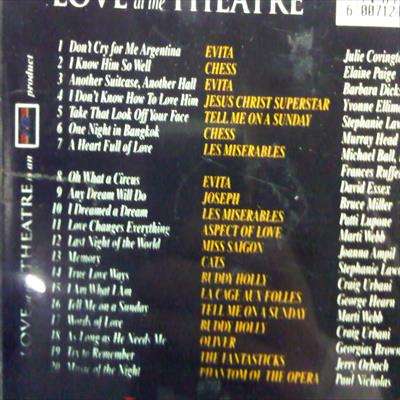 LOVE at the THEATRE
6 00712
1 Don't Cry for Me Argentina EVITA Julie Covington
2 I Know Him So Well CHESS Elaine Paige
3 Another Suitcase, Another Hall EVITA Barbara Dicks
4 I Don't Know How To Love Him JESUS CHRIST SUPERSTAR Yvonne Ellim
5 Take That Look Off Your Face TELL ME ON A SUNDAY Stephanie Law
6 One Night in Bangkok CHESS Murray Head
7 A Heart Full of Love LES MISERABLES Michael Ball,
Frances Ruffe
8 Oh What a Circus EVITA David Essex
9 Any Dream Will Do JOSEPH Bruce Miller
10 I Dreamed a Dream LES MISERABLES Patti Lupone
11 Love Changes Everything ASPECT OF LOVE Marti Webb
12 Last Night of the World MISS SAIGON Joanna Ampil
13 Memory CATS Stephanie Law
14 True Love Ways BUDDY HOLLY Craig Urbani
15 I Am What I Am LA CAGE AUX FOLLES George Hearn
16 Tell Me on a Sunday TELL ME ON A SUNDAY Marti Webb
17 Words of Love BUDDY HOLLY Craig Urbani
18 As Long as He Needs Me OLIVER Georgia Brown
19 Try to Remember THE FANTASTICKS Jerry Orbach
20 Music of the Night PHANTOM OF THE OPERA Paul Nicholas
LOVE at the THEATRE is an
product